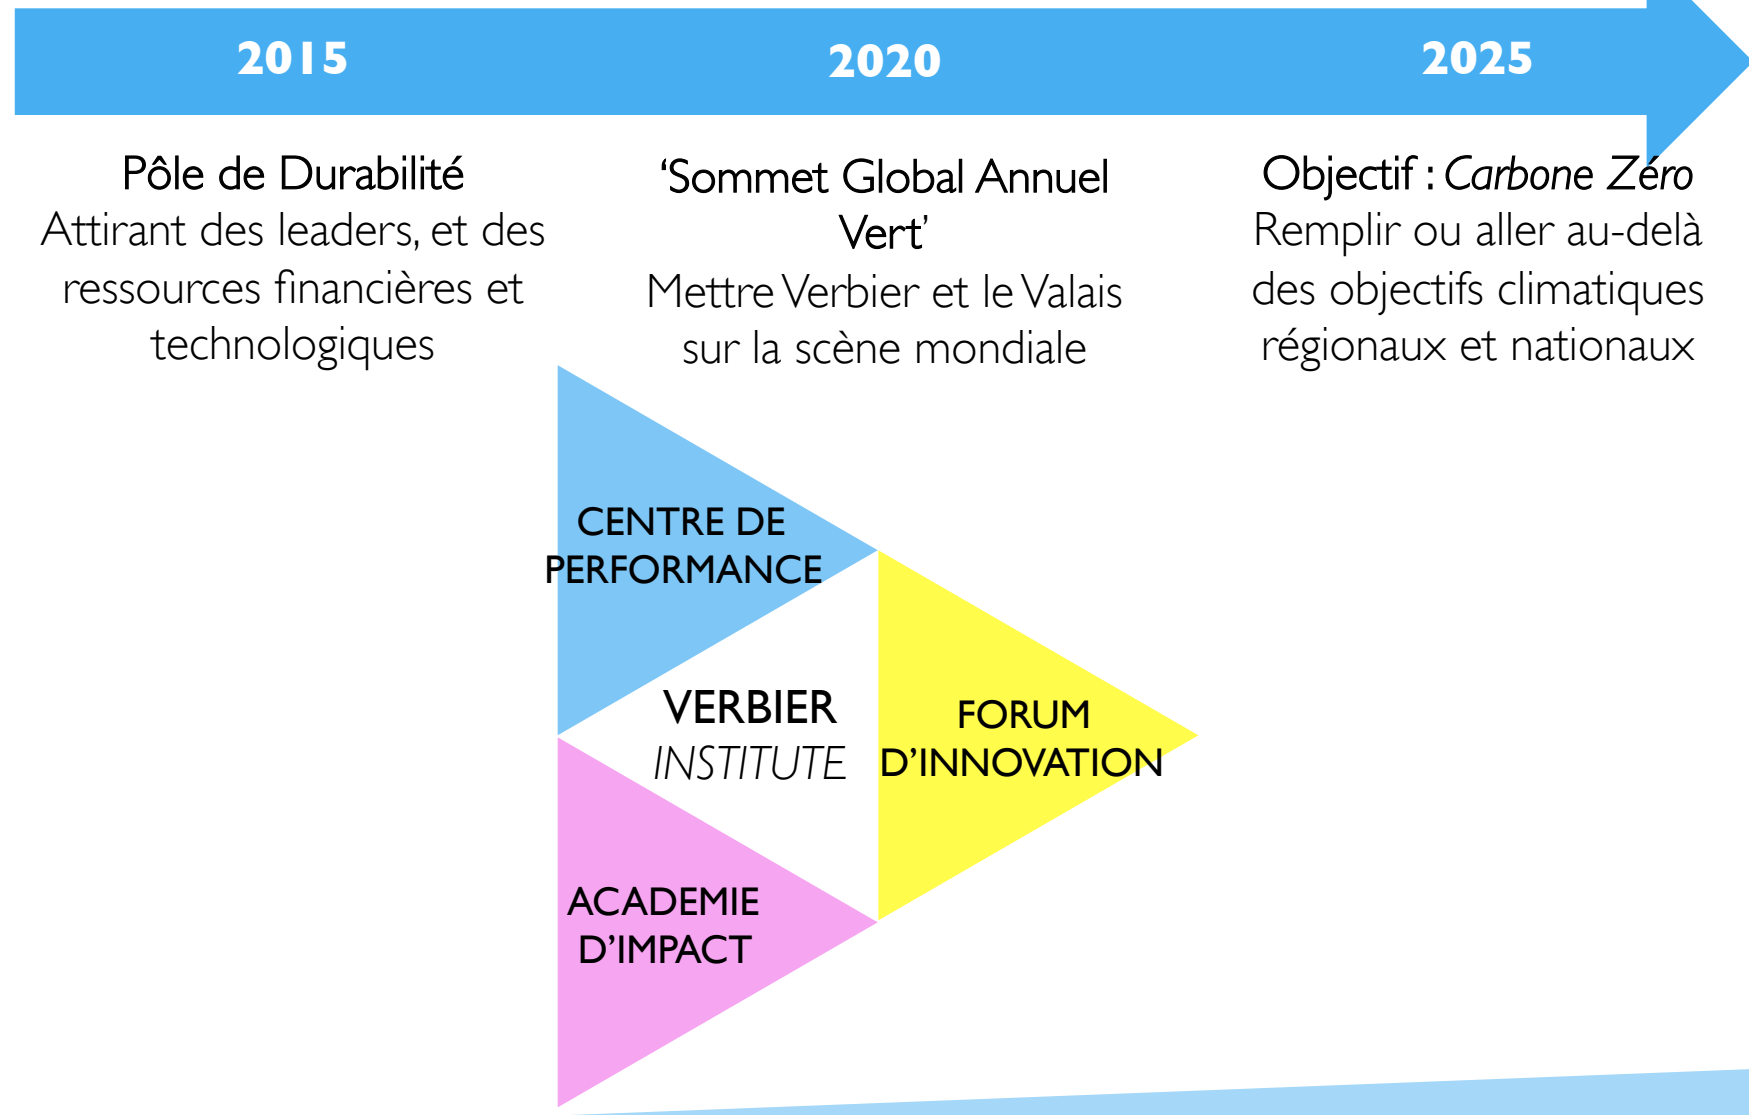 2015
2020
2025
Pôle de Durabilité
Attirant des leaders, et des
ressources financières et
technologiques
‘Sommet Global Annuel
Vert’
Mettre Verbier et le Valais
sur la scène mondiale
Objectif : Carbone Zéro
Remplir ou aller au-delà
des objectifs climatiques
régionaux et nationaux
CENTRE DE
PERFORMANCE
VERBIER
INSTITUTE
FORUM
D’INNOVATION
ACADEMIE
D’IMPACT